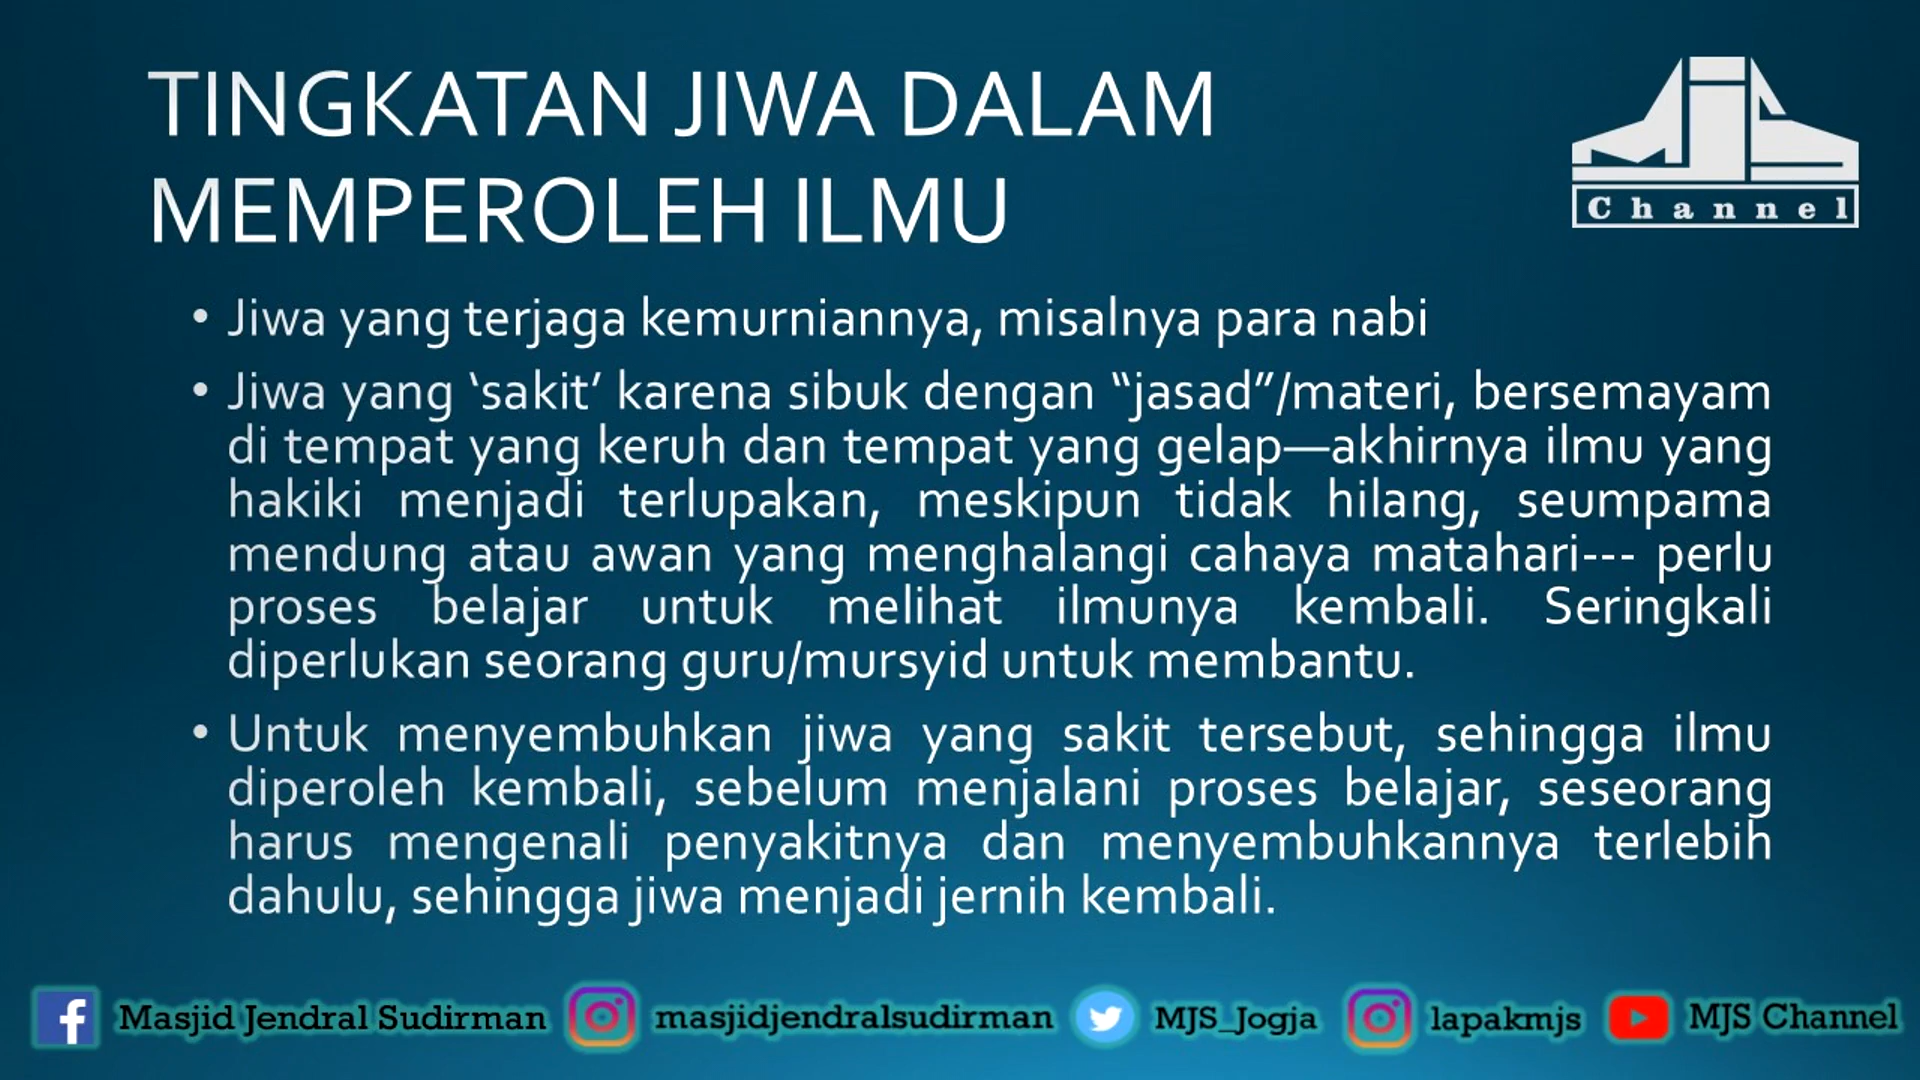 TINGKATAN JIWA DALAM
MEMPEROLEH ILMU
MJS
Channel
• Jiwa yang terjaga kemurniannya, misalnya para nabi
• Jiwa yang ‘sakit’ karena sibuk dengan “jasad”/materi, bersemayam
di tempat yang keruh dan tempat yang gelap—akhirnya ilmu yang
hakiki menjadi terlupakan, meskipun tidak hilang, seumpama
mendung atau awan yang menghalangi cahaya matahari--- perlu
proses belajar untuk melihat ilmunya kembali. Seringkali
diperlukan seorang guru/mursyid untuk membantu.
• Untuk menyembuhkan jiwa yang sakit tersebut, sehingga ilmu
diperoleh kembali, sebelum menjalani proses belajar, seseorang
harus mengenali penyakitnya dan menyembuhkannya terlebih
dahulu, sehingga jiwa menjadi jernih kembali.
Masjid Jendral Sudirman masjidjendralsudirman MJS_Jogja lapakmjs MJS Channel